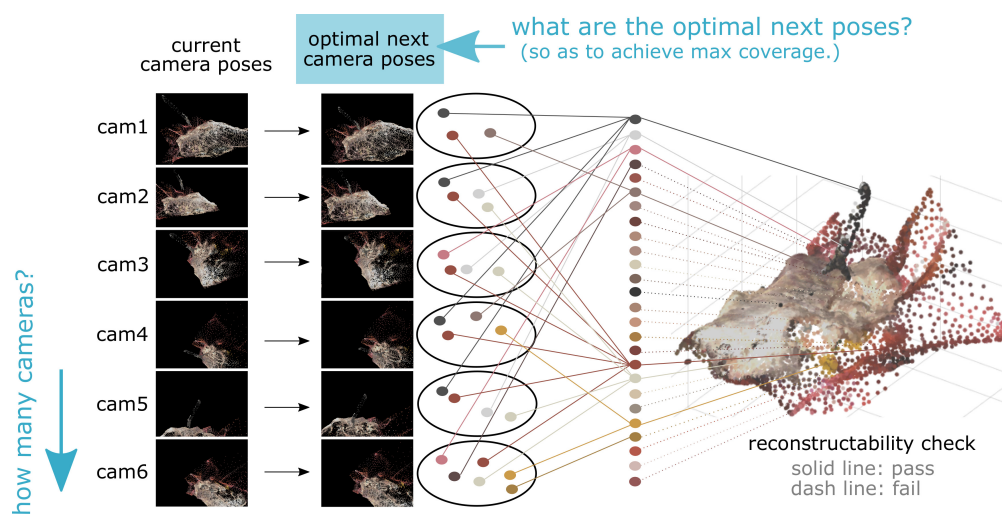 what are the optimal next poses?
(so as to achieve max coverage.)
current
camera poses
optimal next
camera poses
cam1
cam2
cam3
cam4
cam5
cam6
how many cameras?
reconstructability check
solid line: pass
dash line: fail